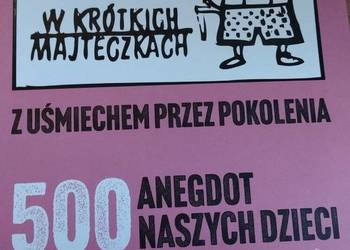 W KRÓTKICH
MAJTECZKACH
Z UŚMIECHEM PRZEZ POKOLENIA
500 ANEGDOT
NASZYCH DZIECI